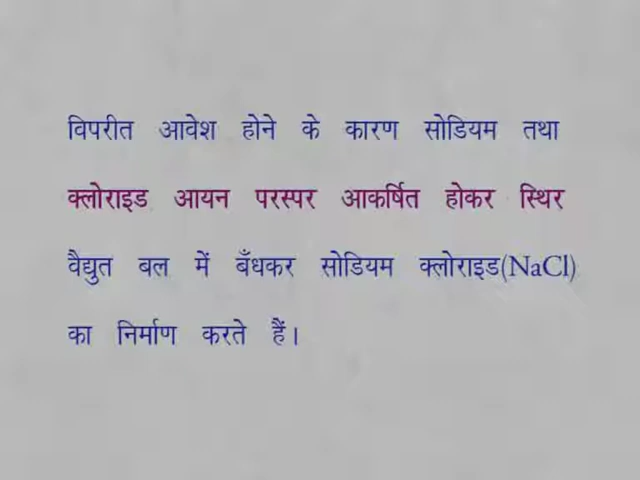 विपरीत आवेश होने के कारण सोडियम तथा
क्लोराइड आयन परस्पर आकर्षित होकर स्थिर
वैद्युत बल में बँधकर सोडियम क्लोराइड(NaCl)
का निर्माण करते हैं।